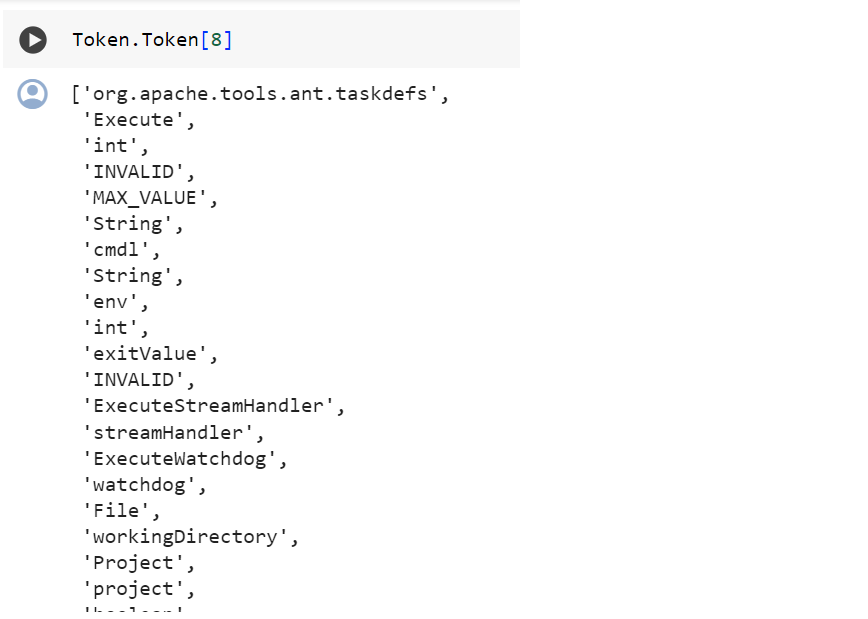 Token.Token[8]
['org.apache.tools.ant.taskdefs',
'Execute',
'int',
'INVALID',
'MAX_VALUE',
'String',
'cmdl',
'String',
'env',
'int',
'exitValue',
'INVALID',
'ExecuteStreamHandler',
'streamHandler',
'ExecuteWatchdog',
'watchdog',
'File',
'workingDirectory',
'Project',
'project',